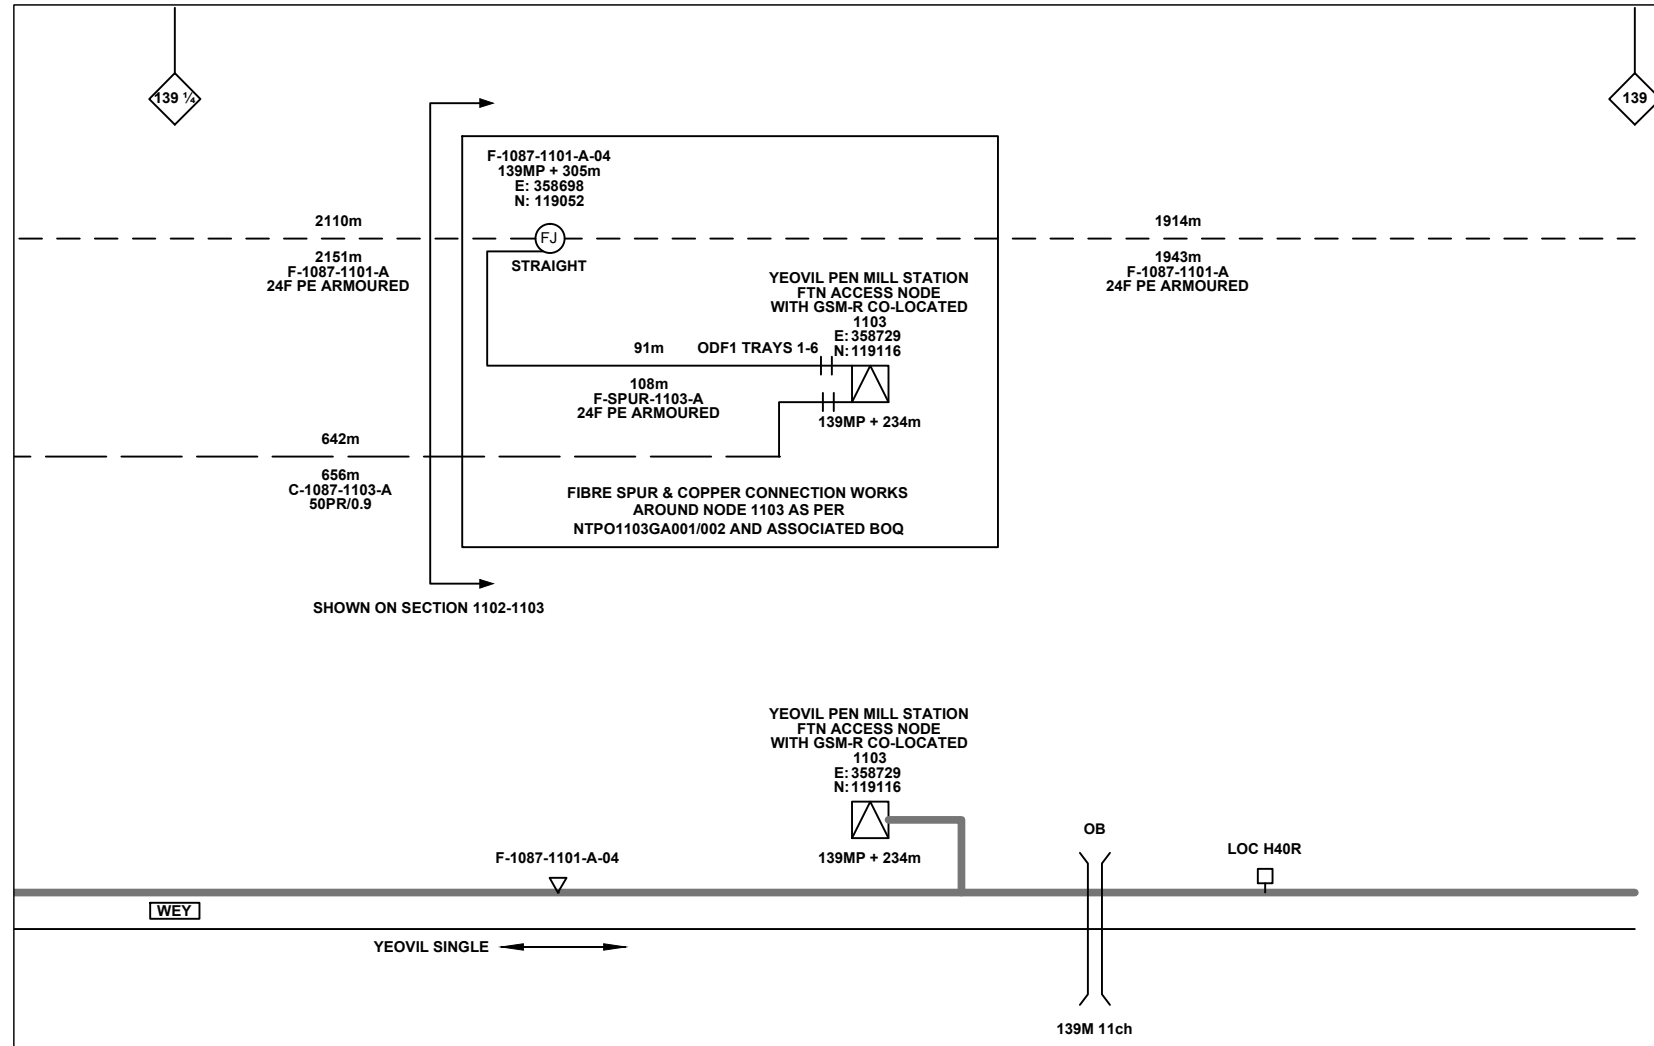 139 ¼
139
F-1087-1101-A-04
139MP + 305m
E: 358698
N: 119052
2110m
FJ
1914m
STRAIGHT
2151m
F-1087-1101-A
24F PE ARMOURED
1943m
F-1087-1101-A
24F PE ARMOURED
YEOVIL PEN MILL STATION
FTN ACCESS NODE
WITH GSM-R CO-LOCATED
1103
E: 358729
N: 119116
91m
ODF1 TRAYS 1-6
108m
F-SPUR-1103-A
24F PE ARMOURED
139MP + 234m
642m
656m
C-1087-1103-A
50PR/0.9
FIBRE SPUR & COPPER CONNECTION WORKS
AROUND NODE 1103 AS PER
NTPO1103GA001/002 AND ASSOCIATED BOQ
SHOWN ON SECTION 1102-1103
YEOVIL PEN MILL STATION
FTN ACCESS NODE
WITH GSM-R CO-LOCATED
1103
E: 358729
N: 119116
OB
F-1087-1101-A-04
139MP + 234m
LOC H40R
WEY
YEOVIL SINGLE
139M 11ch